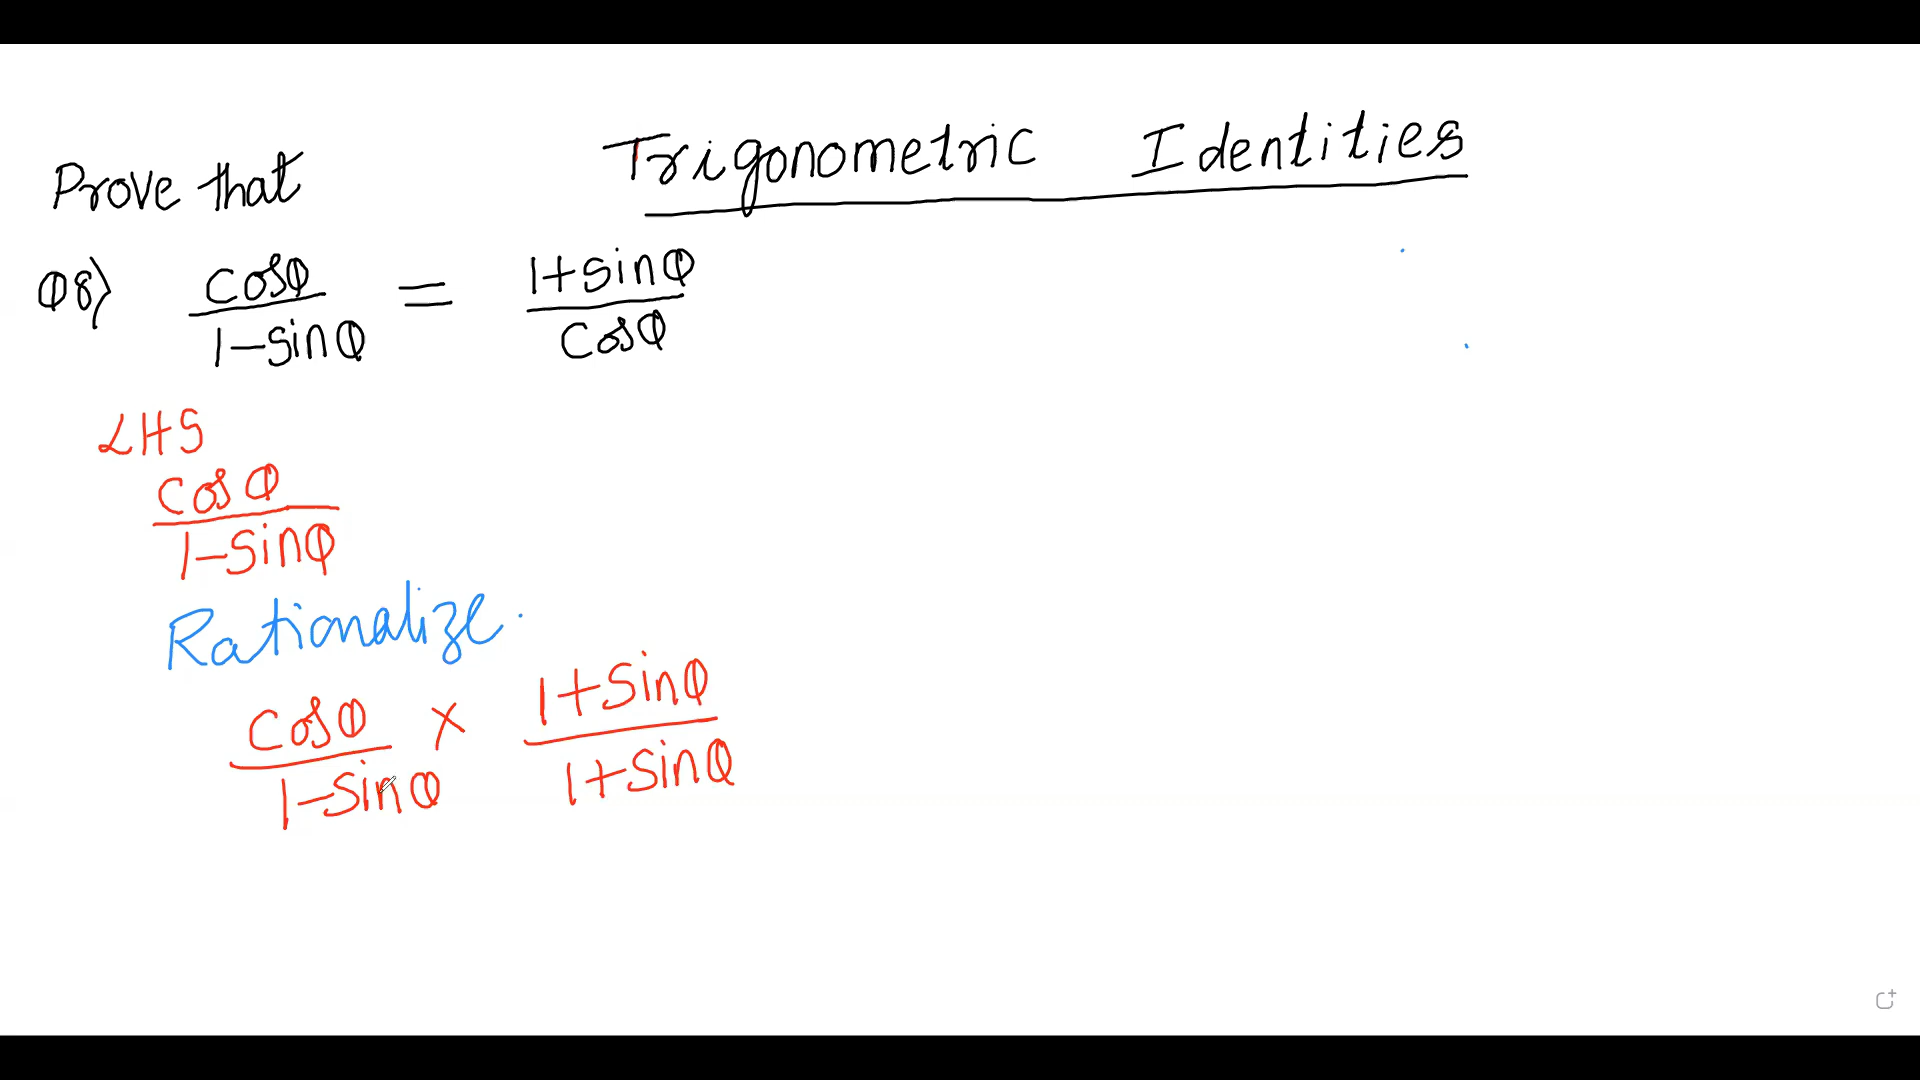 Trigonometric Identities
Prove that
Q8) cosθ / 1-sinθ = 1+sinθ / cosθ
LHS
cosθ / 1-sinθ
Rationalize.
cosθ / 1-sinθ × 1+sinθ / 1+sinθ